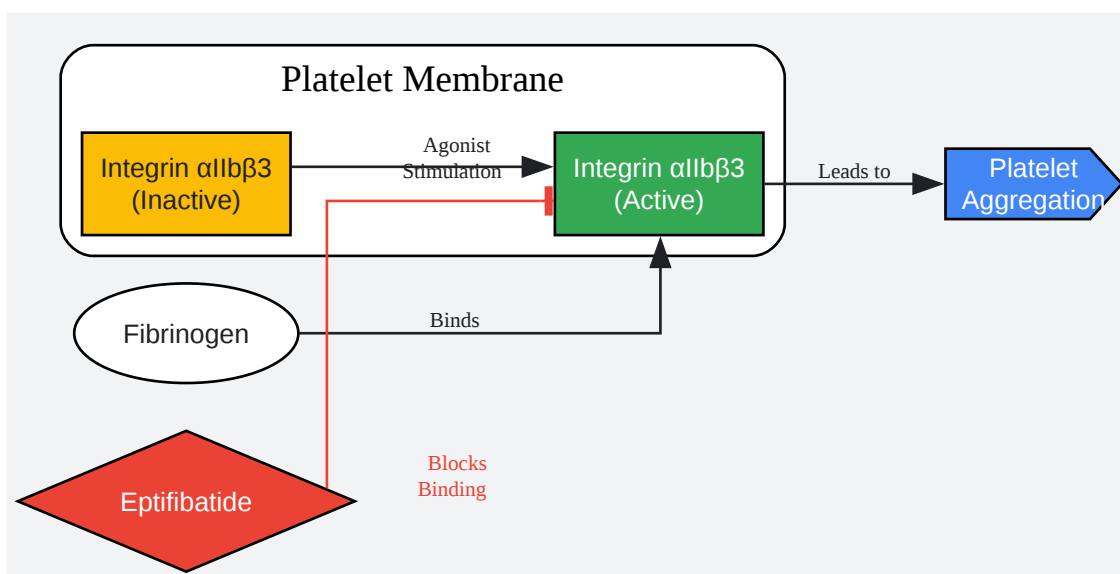 Platelet Membrane
Integrin αIIbβ3
(Inactive)
Agonist
Stimulation
Integrin αIIbβ3
(Active)
Leads to
Platelet
Aggregation
Fibrinogen
Binds
Blocks
Binding
Eptifibatide